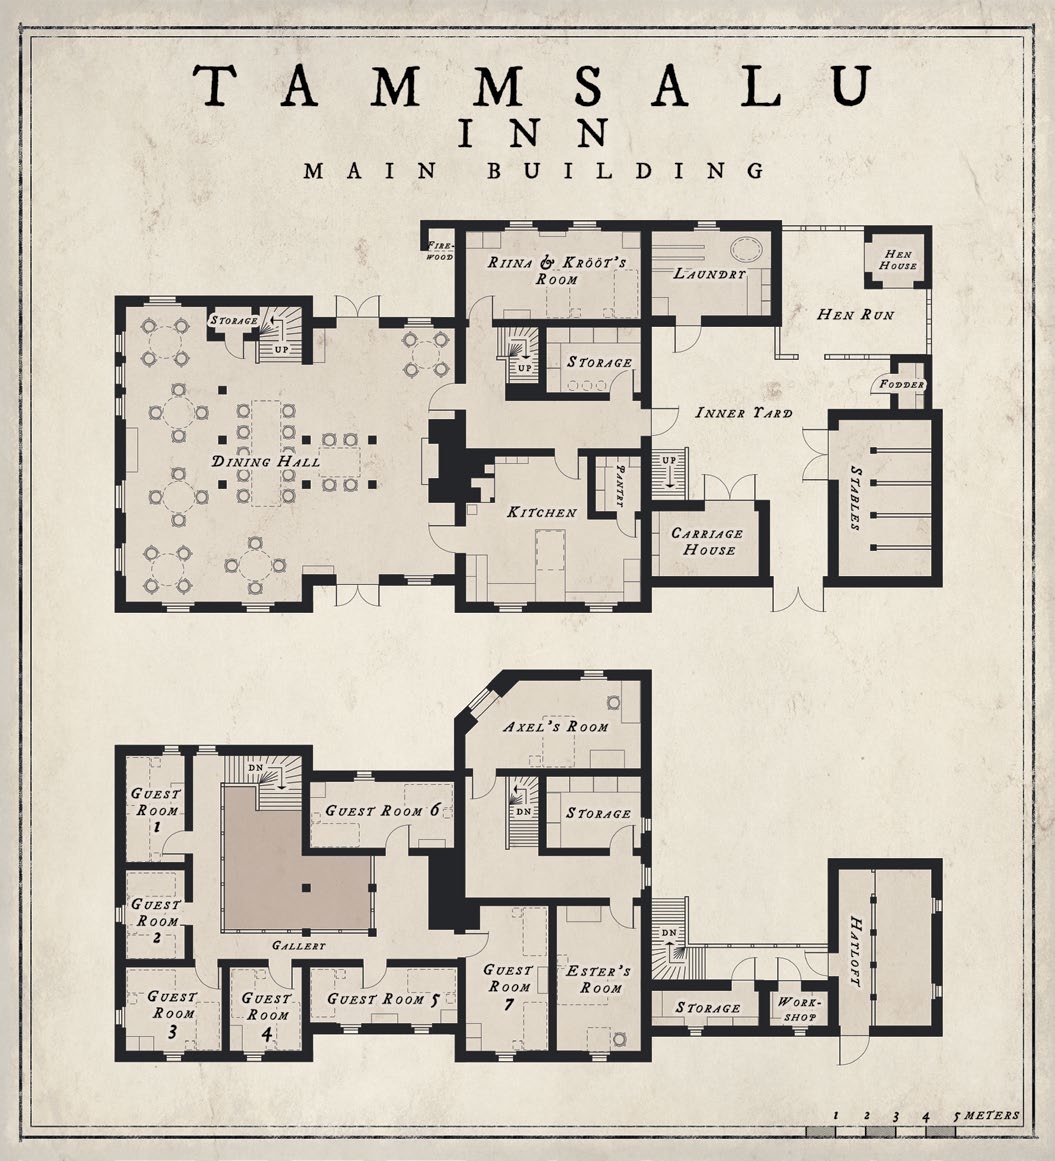 TAMMSALU
INN
MAIN BUILDING
FIRE-
WOOD
RIINA & KRÕÕT'S
ROOM
LAUNDRY
HEN
HOUSE
HEN RUN
STORAGE
UP
UP
STORAGE
FODDER
INNER YARD
DINING HALL
UP
PANTRY
STABLES
KITCHEN
CARRIAGE
HOUSE
AXEL'S ROOM
DN
GUEST
ROOM
1
GUEST ROOM 6
DN
STORAGE
GUEST
ROOM
2
GALLERY
DN
HAYLOFT
GUEST
ROOM
3
GUEST
ROOM
4
GUEST ROOM 5
GUEST
ROOM
7
ESTER'S
ROOM
STORAGE
WORK-
SHOP
1 2 3 4 5 METERS